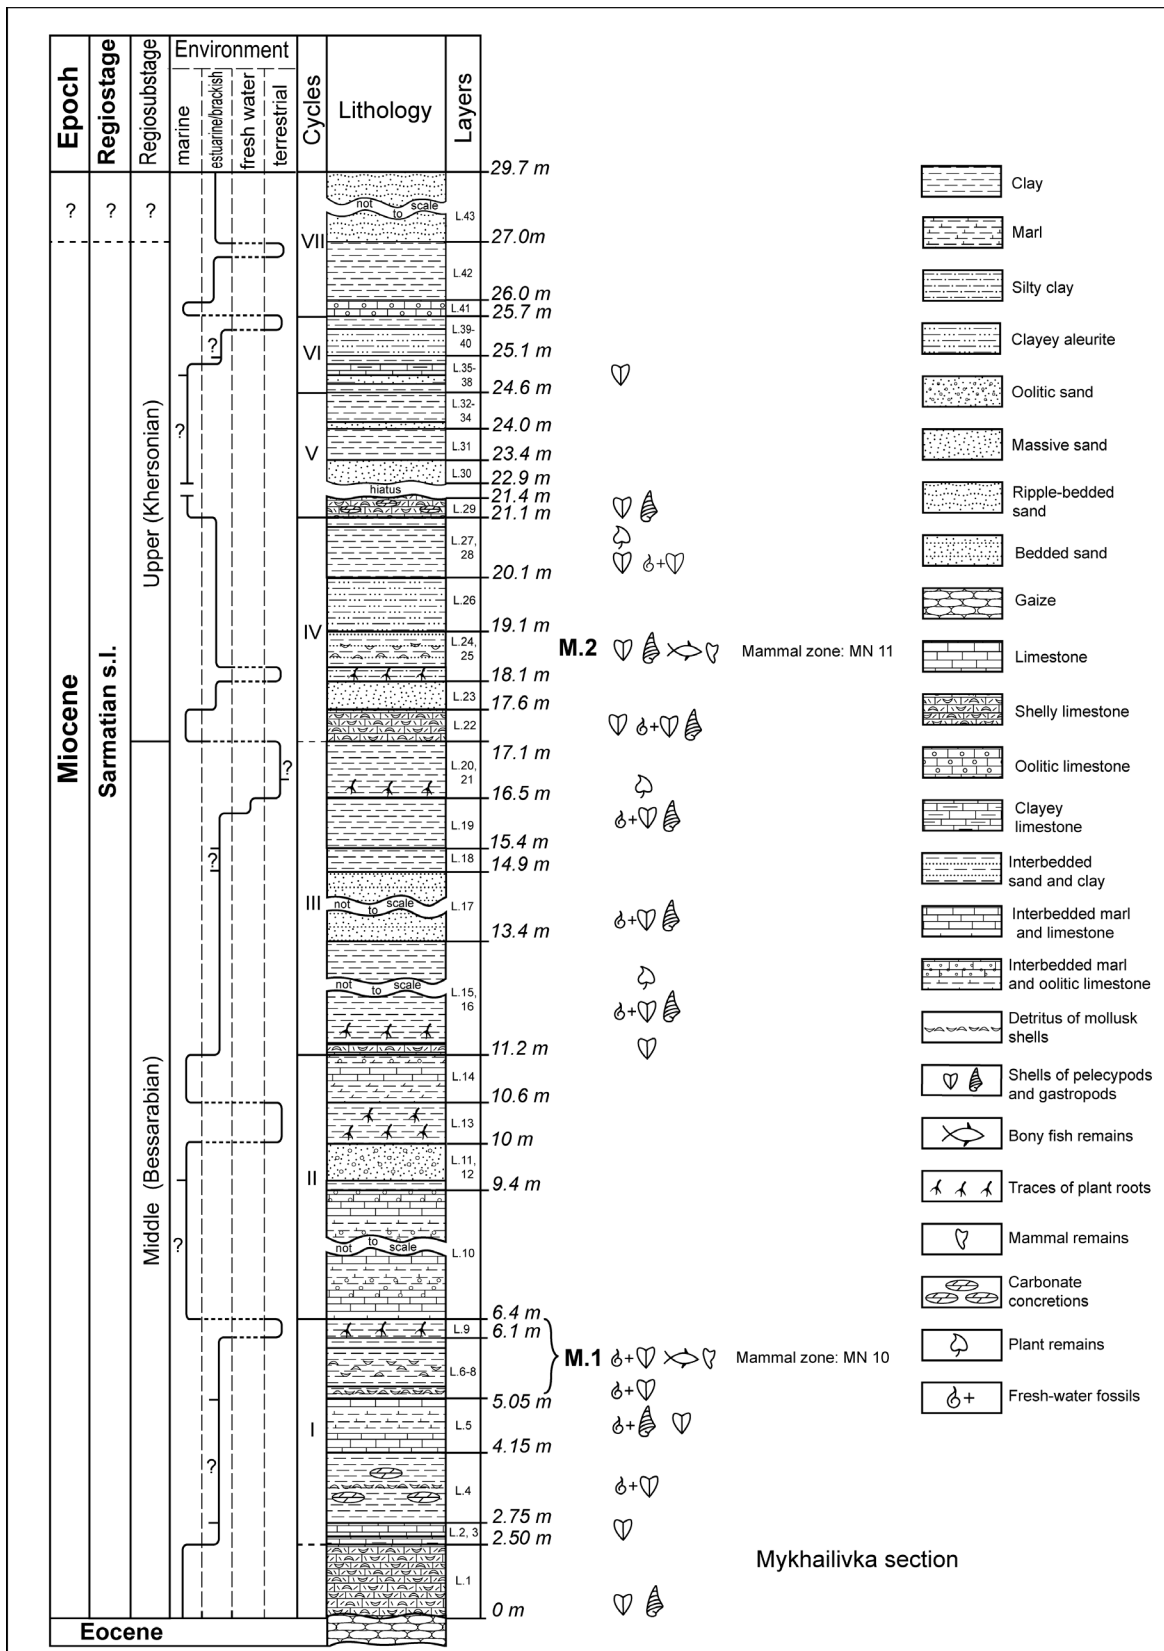 Epoch
Regiostage
Regiosubstage
Environment
marine
estuarine/brackish
fresh water
terrestrial
Cycles
Lithology
Layers
29.7 m
? ? ?
not to scale
L.43
27.0m
VII
L.42
26.0 m
L.41
25.7 m
L.39-
40
?
25.1 m
VI
L.35-
38
24.6 m
L.32-
34
24.0 m
?
V
L.31
23.4 m
L.30
22.9 m
hiatus
21.4 m
L.29
21.1 m
L.27,
28
20.1 m
L.26
19.1 m
IV
L.24,
25
M.2
Mammal zone: MN 11
18.1 m
L.23
17.6 m
L.22
17.1 m
?
L.20,
21
16.5 m
L.19
15.4 m
?
L.18
14.9 m
III
not to scale
L.17
13.4 m
not to scale
L.15,
16
11.2 m
L.14
10.6 m
L.13
10 m
II
L.11,
12
9.4 m
?
not to scale
L.10
6.4 m
L.9
6.1 m
M.1
Mammal zone: MN 10
L.6-8
5.05 m
I
L.5
4.15 m
?
L.4
2.75 m
L.2, 3
2.50 m
L.1
0 m
Miocene
Sarmatian s.l.
Upper (Khersonian)
Middle (Bessarabian)
Eocene
Mykhailivka section
Clay
Marl
Silty clay
Clayey aleurite
Oolitic sand
Massive sand
Ripple-bedded
sand
Bedded sand
Gaize
Limestone
Shelly limestone
Oolitic limestone
Clayey
limestone
Interbedded
sand and clay
Interbedded marl
and limestone
Interbedded marl
and oolitic limestone
Detritus of mollusk
shells
Shells of pelecypods
and gastropods
Bony fish remains
Traces of plant roots
Mammal remains
Carbonate
concretions
Plant remains
Fresh-water fossils